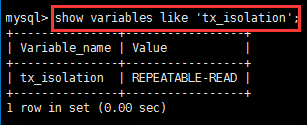 mysql> show variables like 'tx_isolation';
+---------------+-----------------+
| Variable_name | Value           |
+---------------+-----------------+
| tx_isolation  | REPEATABLE-READ |
+---------------+-----------------+
1 row in set (0.00 sec)